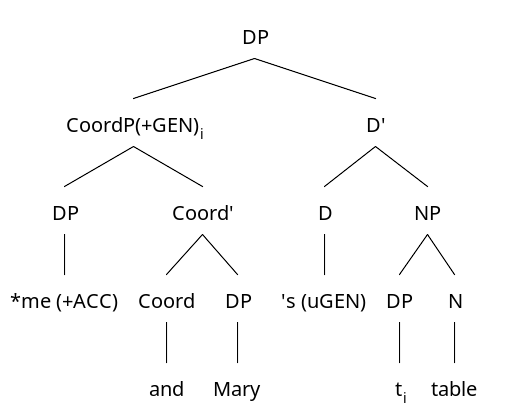 DP
CoordP(+GEN)i D'
DP Coord' D NP
*me (+ACC) Coord DP 's (uGEN) DP N
and Mary ti table